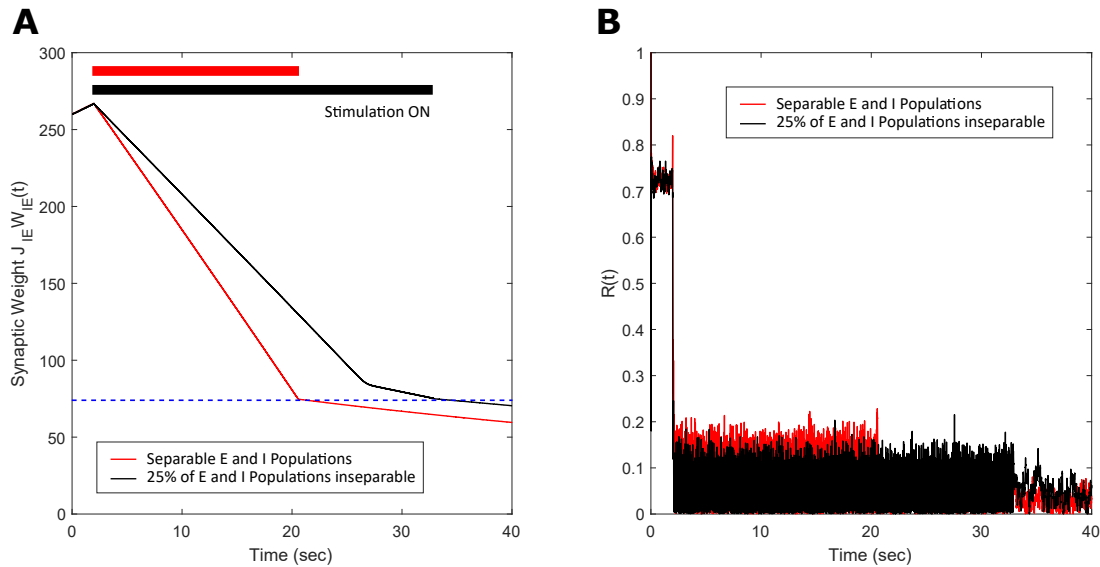 A
300
250
200
150
100
50
0
Synaptic Weight J IE W IE (t)
Stimulation ON
Separable E and I Populations
25% of E and I Populations inseparable
0 10 20 30 40
Time (sec)
B
1
0.9
0.8
0.7
0.6
0.5
0.4
0.3
0.2
0.1
0
R(t)
Separable E and I Populations
25% of E and I Populations inseparable
0 10 20 30 40
Time (sec)